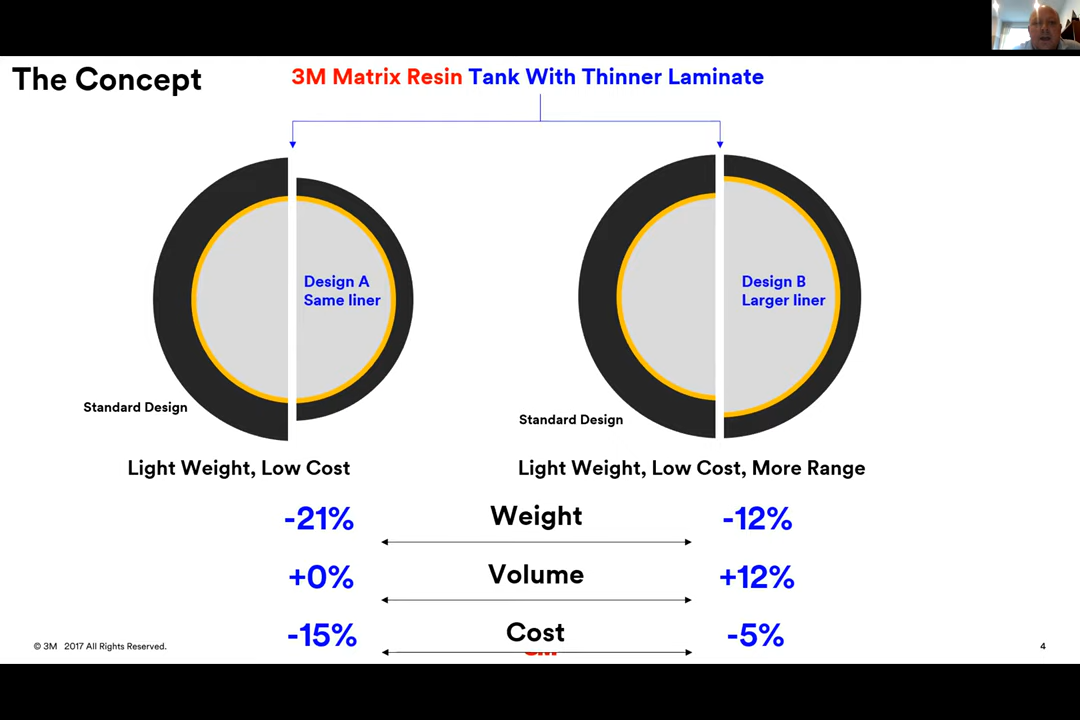 The Concept
3M Matrix Resin Tank With Thinner Laminate
Design A
Same liner
Standard Design
Design B
Larger liner
Standard Design
Light Weight, Low Cost
Light Weight, Low Cost, More Range
-21% Weight -12%
+0% Volume +12%
-15% Cost -5%
© 3M 2017 All Rights Reserved.
4